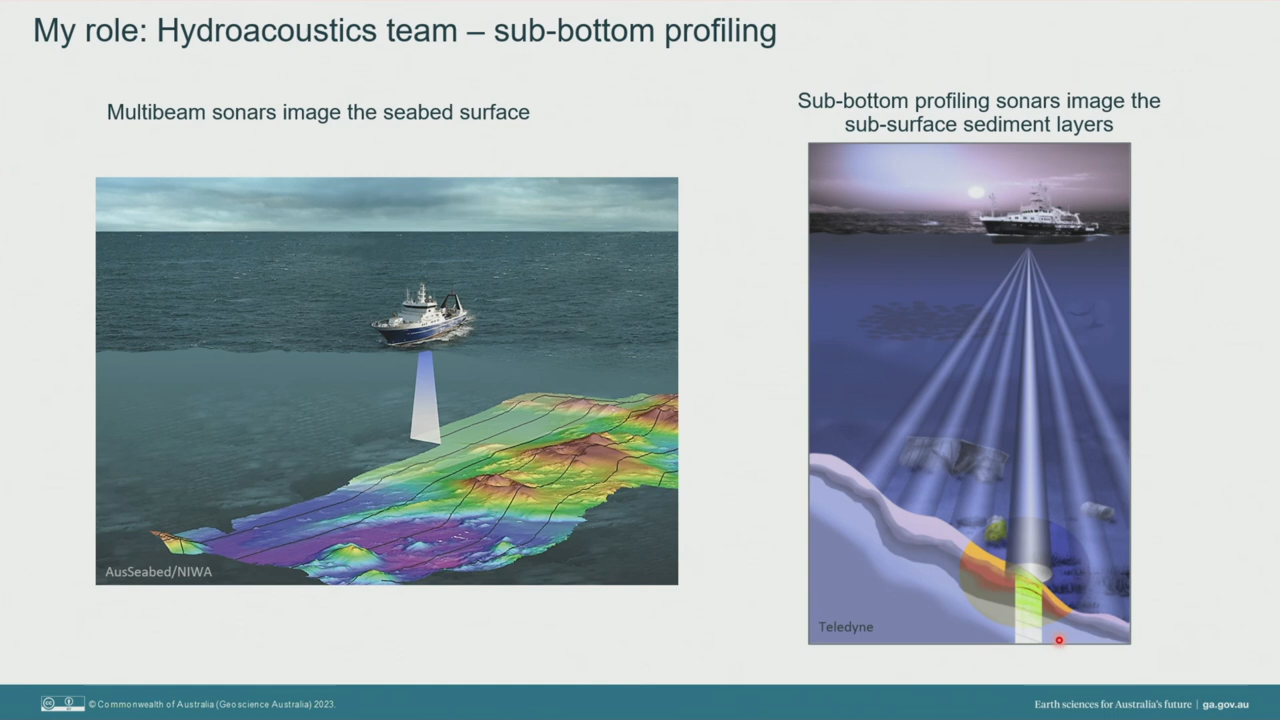 My role: Hydroacoustics team – sub-bottom profiling
Multibeam sonars image the seabed surface
Sub-bottom profiling sonars image the
sub-surface sediment layers
AusSeabed/NIWA
Teledyne
© Commonwealth of Australia (Geoscience Australia) 2023.
Earth sciences for Australia's future | ga.gov.au